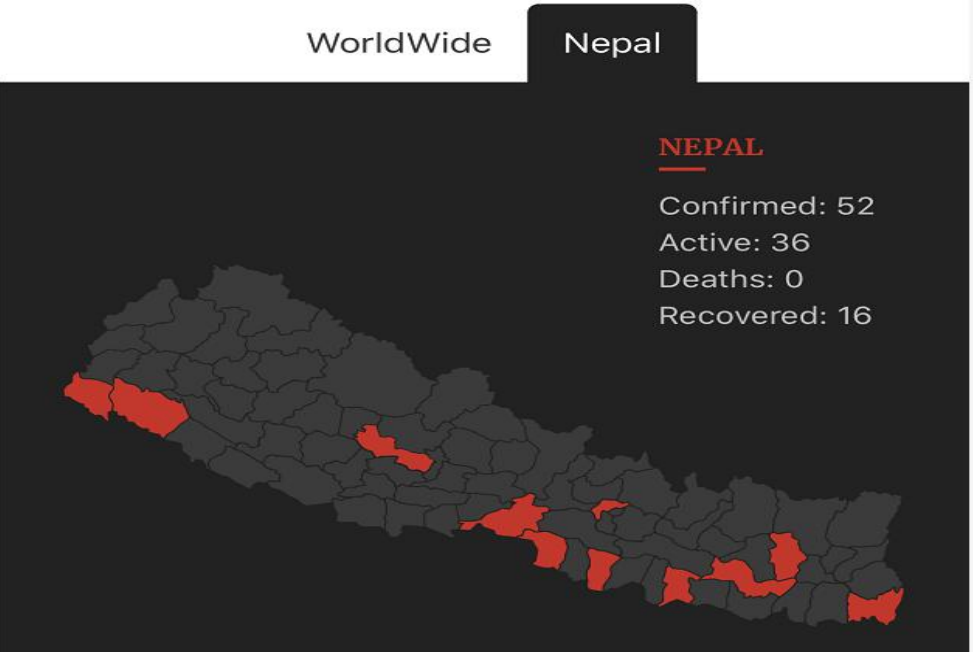 WorldWide
Nepal
NEPAL
Confirmed: 52
Active: 36
Deaths: 0
Recovered: 16